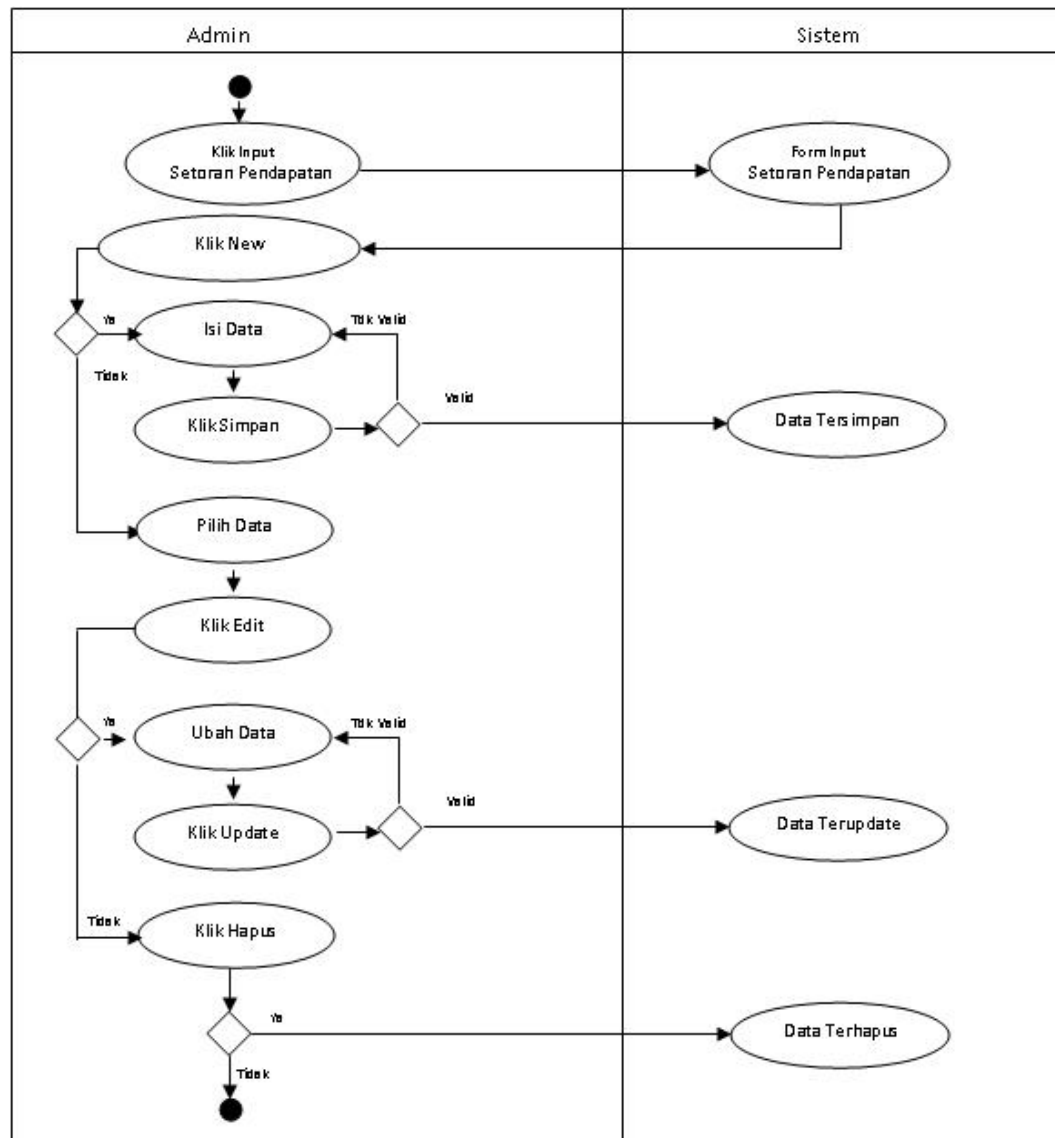 Admin
Sistem
Klik Input
Setoran Pendapatan
Form Input
Setoran Pendapatan
Klik New
Ya
Isi Data
Tdk Valid
Tidak
Valid
Klik Simpan
Data Tersimpan
Pilih Data
Klik Edit
Ya
Ubah Data
Tdk Valid
Valid
Klik Update
Data Terupdate
Tidak
Klik Hapus
Ya
Data Terhapus
Tidak